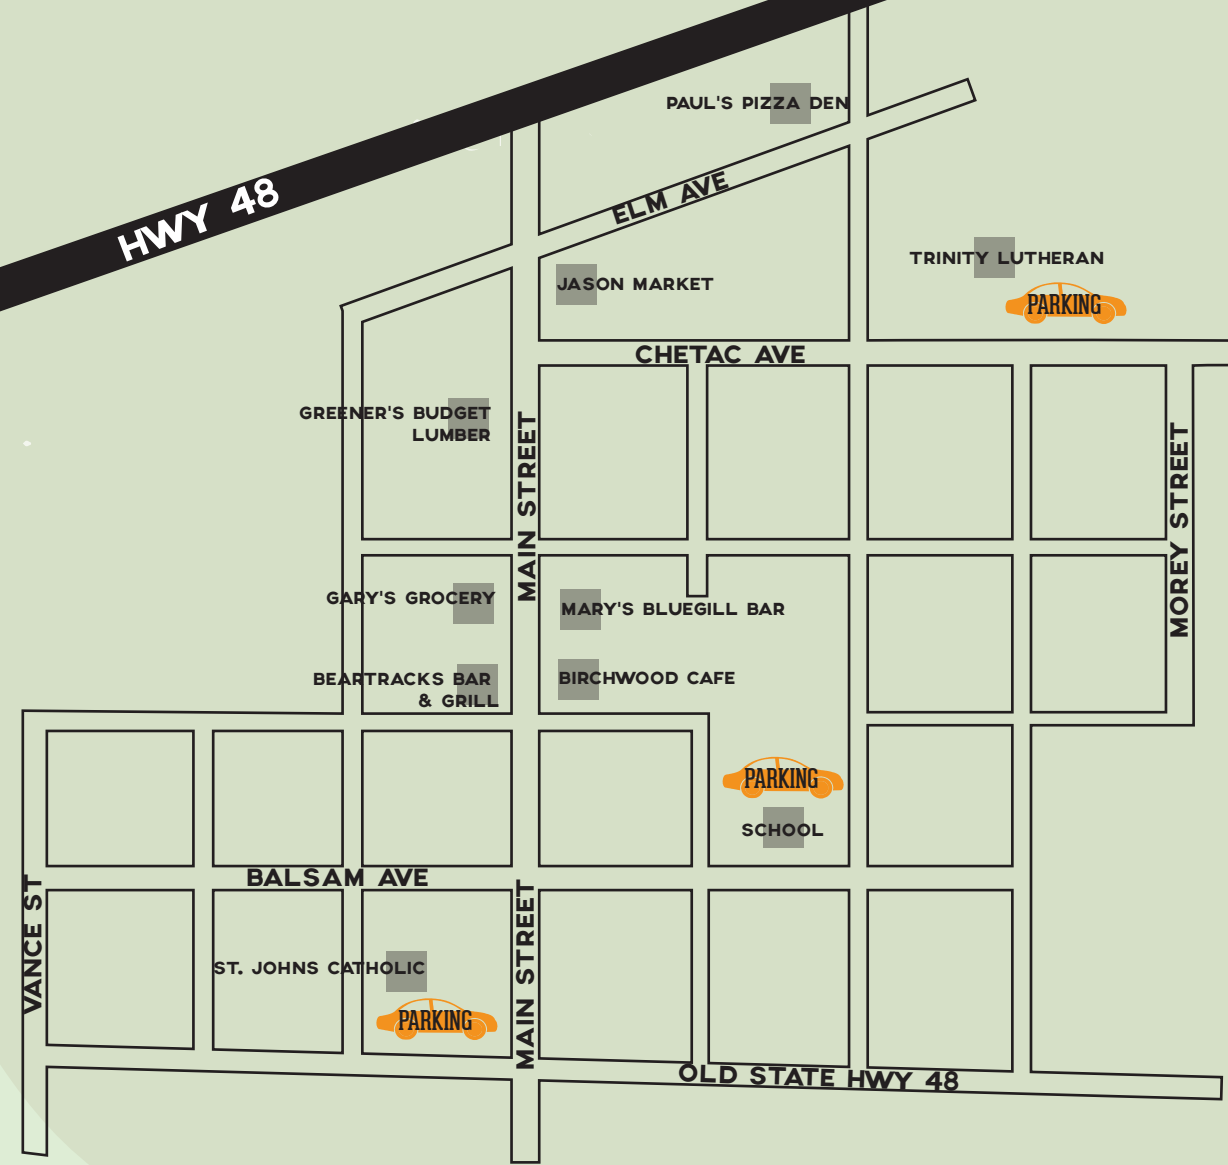 PAUL'S PIZZA DEN
HWY 48
ELM AVE
TRINITY LUTHERAN
JASON MARKET
PARKING
CHETAC AVE
GREENER'S BUDGET
LUMBER
MAIN STREET
MOREY STREET
GARY'S GROCERY
MARY'S BLUEGILL BAR
BEARTRACKS BAR
& GRILL
BIRCHWOOD CAFE
PARKING
SCHOOL
BALSAM AVE
VANCE ST
MAIN STREET
ST. JOHNS CATHOLIC
PARKING
OLD STATE HWY 48